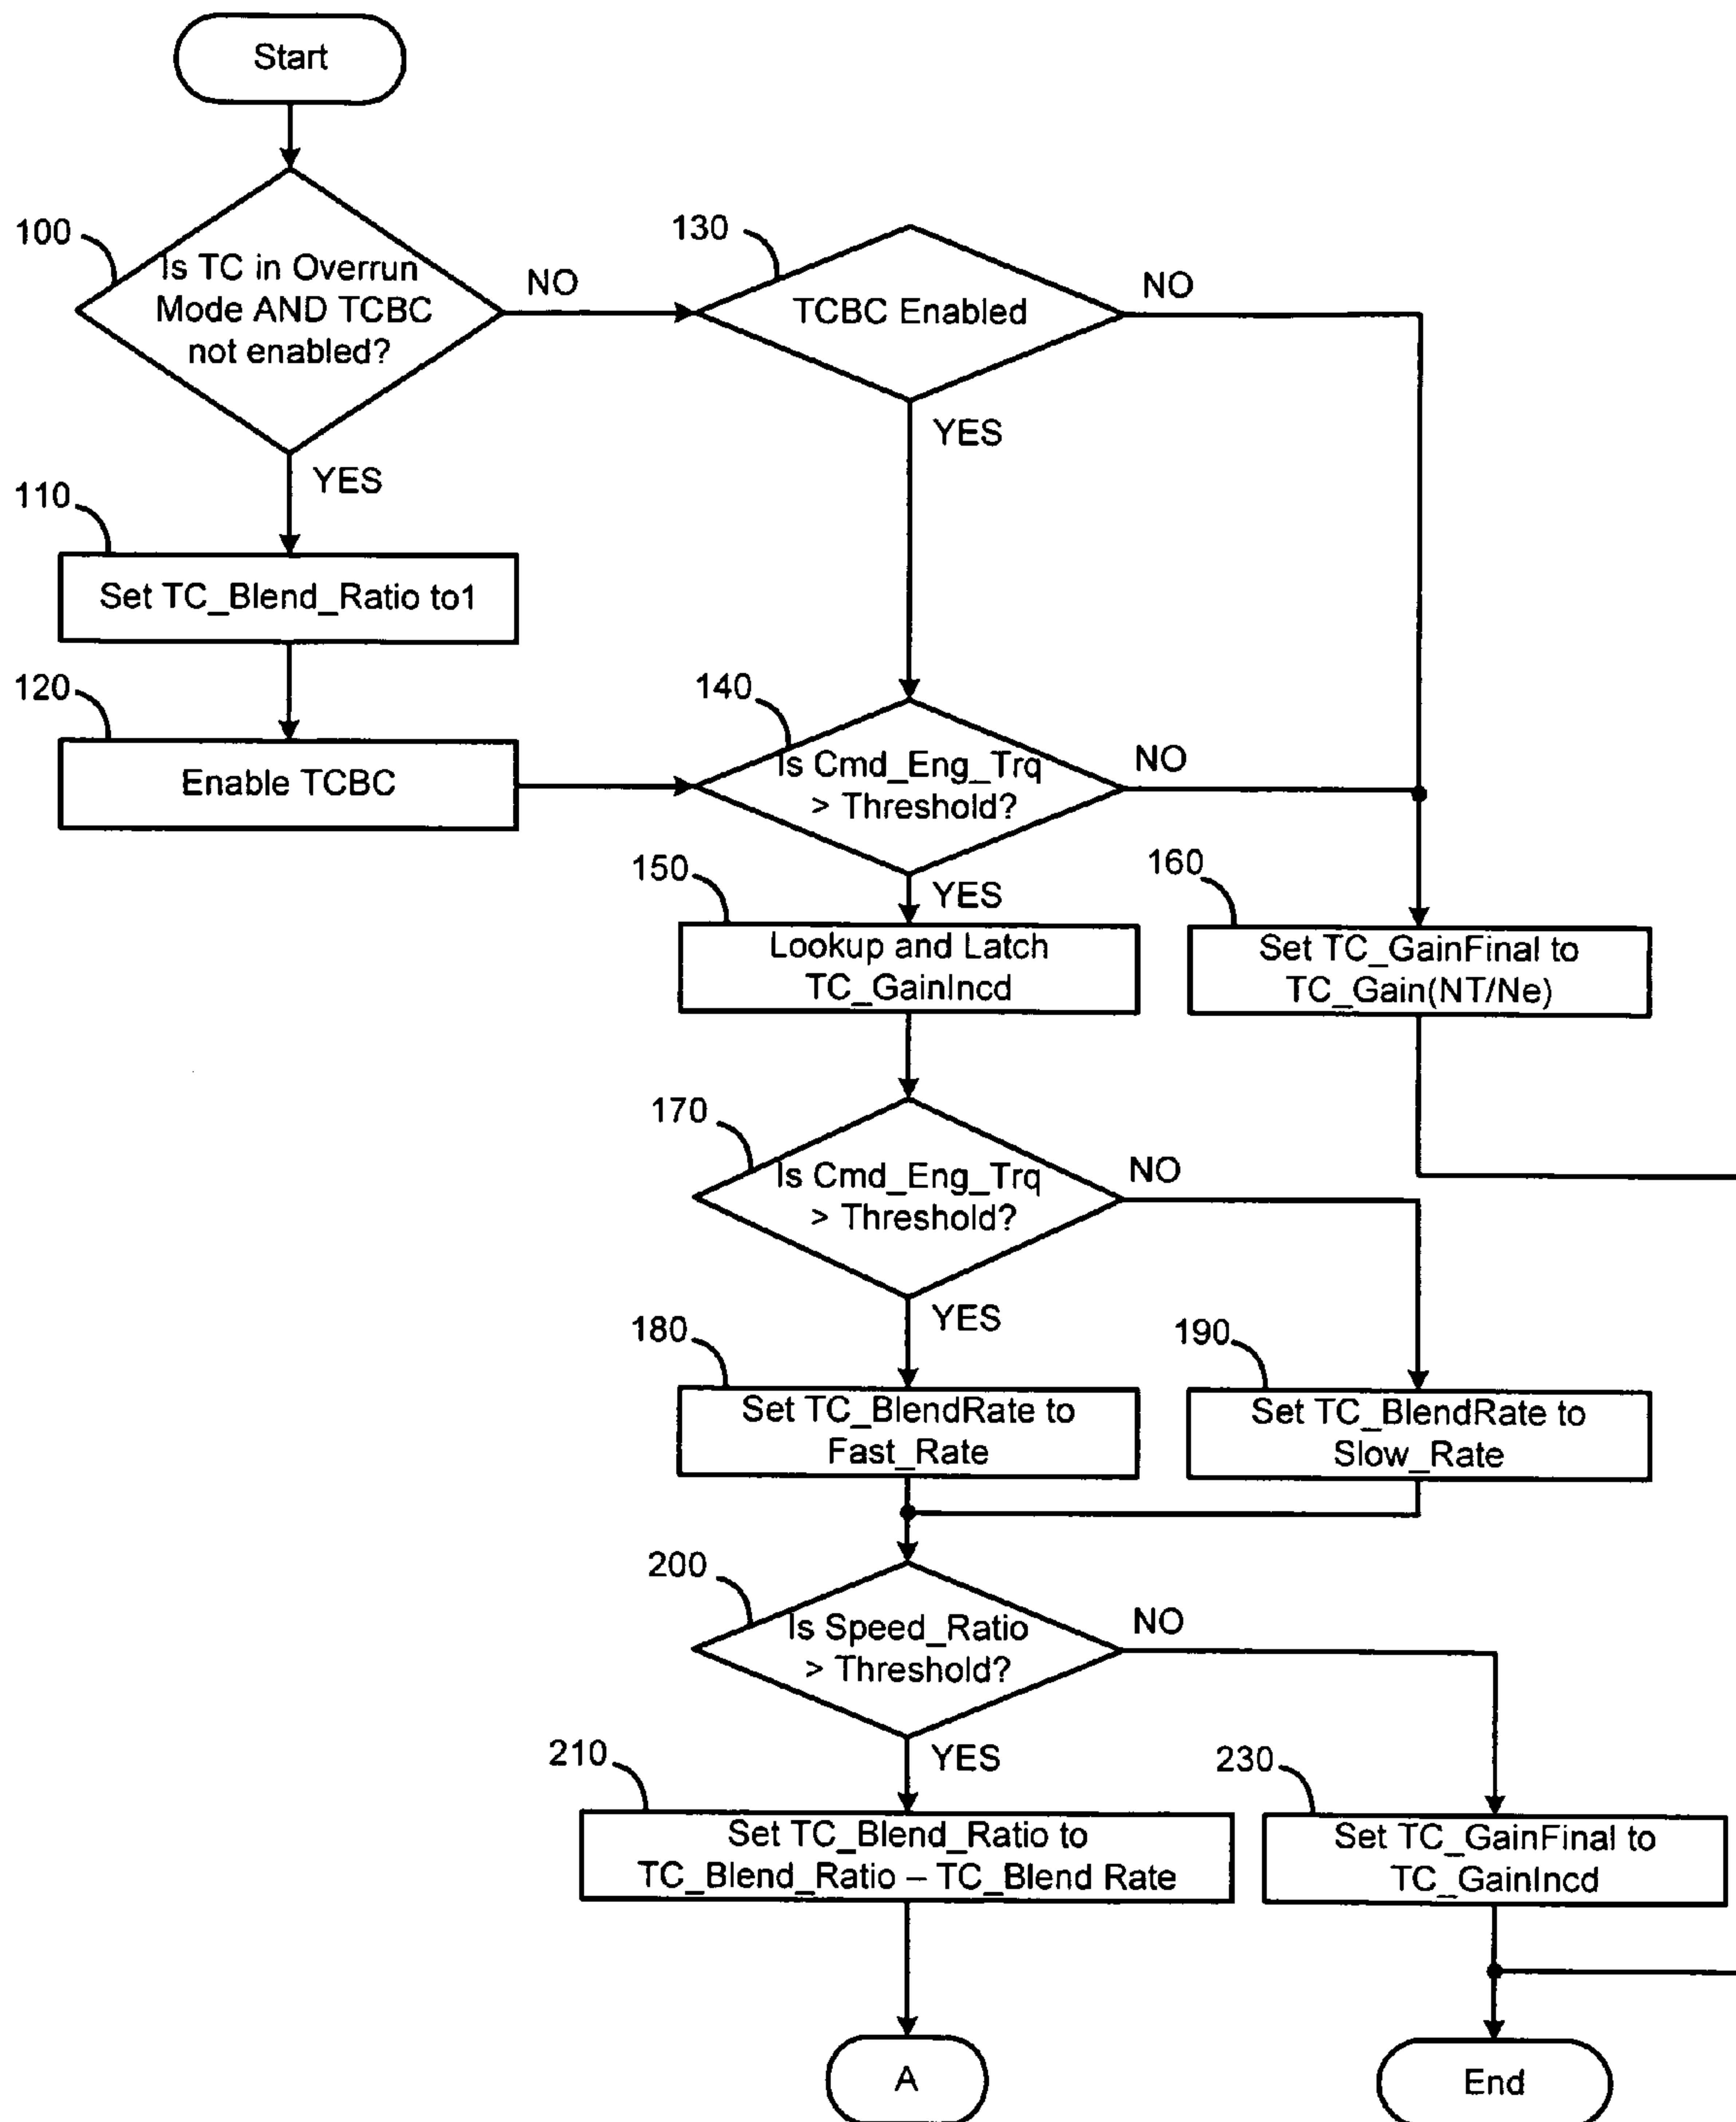 Start
100
Is TC in Overrun
Mode AND TCBC
not enabled?
NO
YES
130
TCBC Enabled
NO
YES
110
Set TC_Blend_Ratio to1
120
Enable TCBC
140
Is Cmd_Eng_Trq
> Threshold?
NO
YES
150
Lookup and Latch
TC_GainIncd
160
Set TC_GainFinal to
TC_Gain(NT/Ne)
170
Is Cmd_Eng_Trq
> Threshold?
NO
YES
180
Set TC_BlendRate to
Fast_Rate
190
Set TC_BlendRate to
Slow_Rate
200
Is Speed_Ratio
> Threshold?
NO
YES
210
Set TC_Blend_Ratio to
TC_Blend_Ratio – TC_Blend Rate
230
Set TC_GainFinal to
TC_GainIncd
A
End